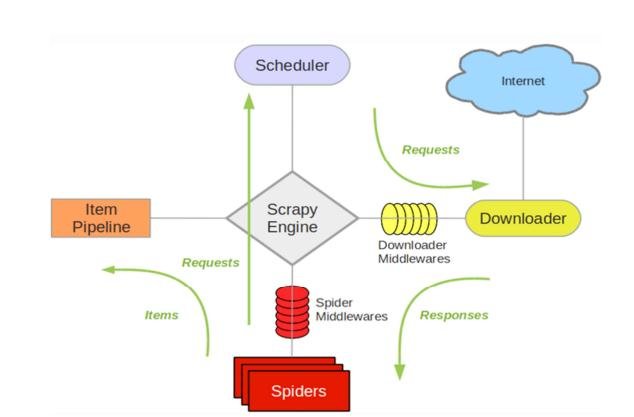 Scheduler
Internet
Requests
Item
Pipeline
Scrapy
Engine
Downloader
Downloader
Middlewares
Requests
Items
Spider
Middlewares
Responses
Spiders